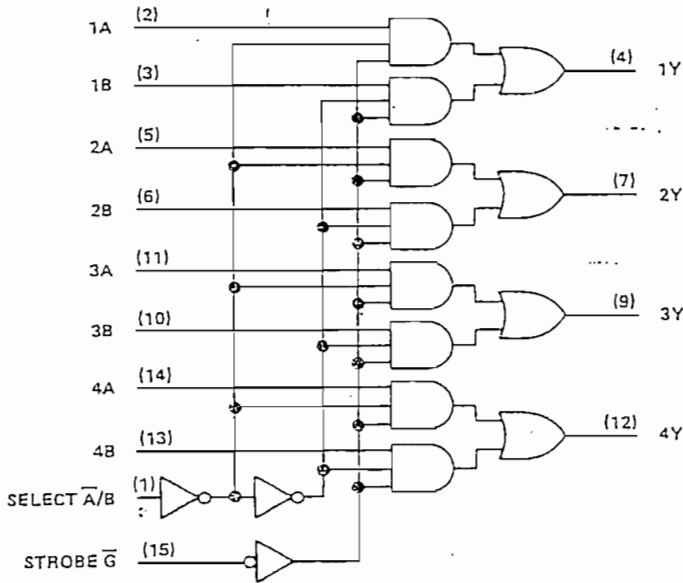 1A (2)
(4) 1Y
1B (3)
2A (5)
(7) 2Y
2B (6)
3A (11)
(9) 3Y
3B (10)
4A (14)
(12) 4Y
4B (13)
SELECT A̅/B (1)
STROBE G̅ (15)